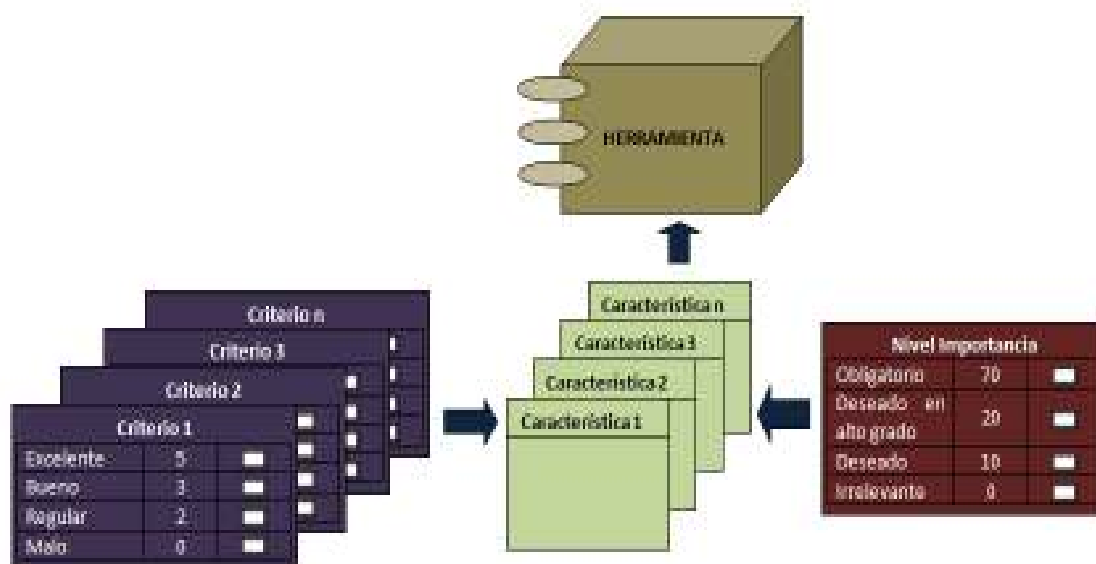 HERRAMIENTA
Criterio n
Criterio 3
Criterio 2
Criterio 1
Excelente 5
Bueno 3
Regular 2
Malo 0
Característica n
Característica 3
Característica 2
Característica 1
Nivel Importancia
Obligatorio 70
Deseado en
alto grado 20
Deseado 10
Irrelevante 0